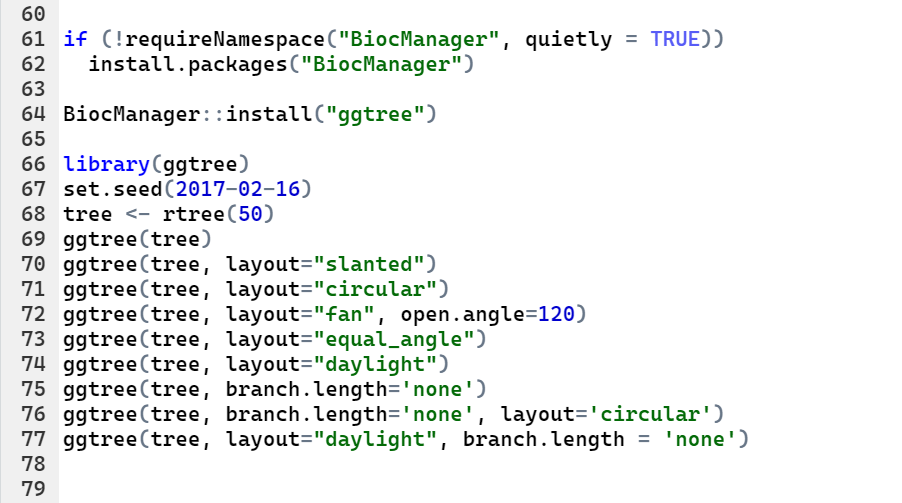 60
61 if (!requireNamespace("BiocManager", quietly = TRUE))
62   install.packages("BiocManager")
63
64 BiocManager::install("ggtree")
65
66 library(ggtree)
67 set.seed(2017-02-16)
68 tree <- rtree(50)
69 ggtree(tree)
70 ggtree(tree, layout="slanted")
71 ggtree(tree, layout="circular")
72 ggtree(tree, layout="fan", open.angle=120)
73 ggtree(tree, layout="equal_angle")
74 ggtree(tree, layout="daylight")
75 ggtree(tree, branch.length='none')
76 ggtree(tree, branch.length='none', layout='circular')
77 ggtree(tree, layout="daylight", branch.length = 'none')
78
79